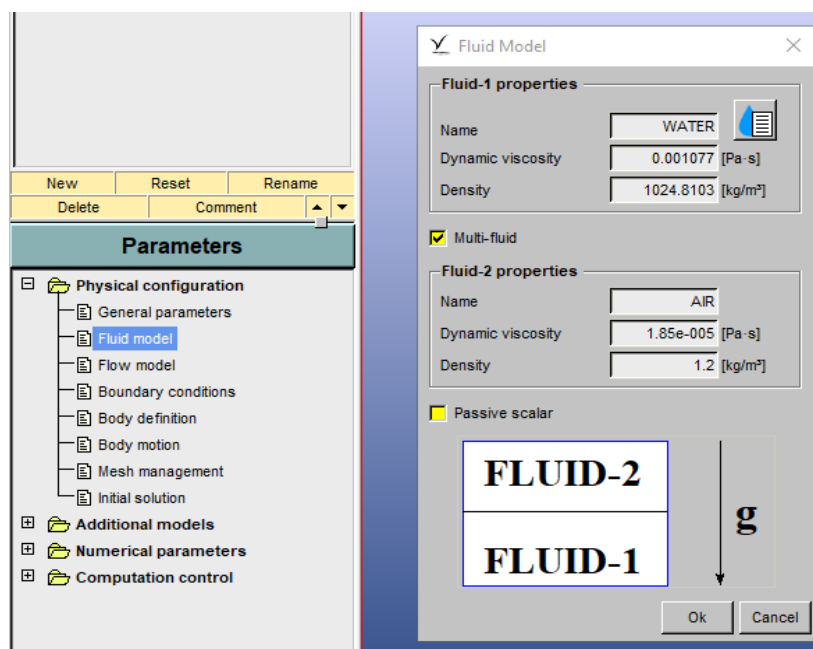 New Reset Rename
Delete Comment
Parameters
Physical configuration
General parameters
Fluid model
Flow model
Boundary conditions
Body definition
Body motion
Mesh management
Initial solution
Additional models
Numerical parameters
Computation control
Fluid Model
Fluid-1 properties
Name WATER
Dynamic viscosity 0.001077 [Pa·s]
Density 1024.8103 [kg/m³]
Multi-fluid
Fluid-2 properties
Name AIR
Dynamic viscosity 1.85e-005 [Pa·s]
Density 1.2 [kg/m³]
Passive scalar
FLUID-2
g
FLUID-1
Ok Cancel